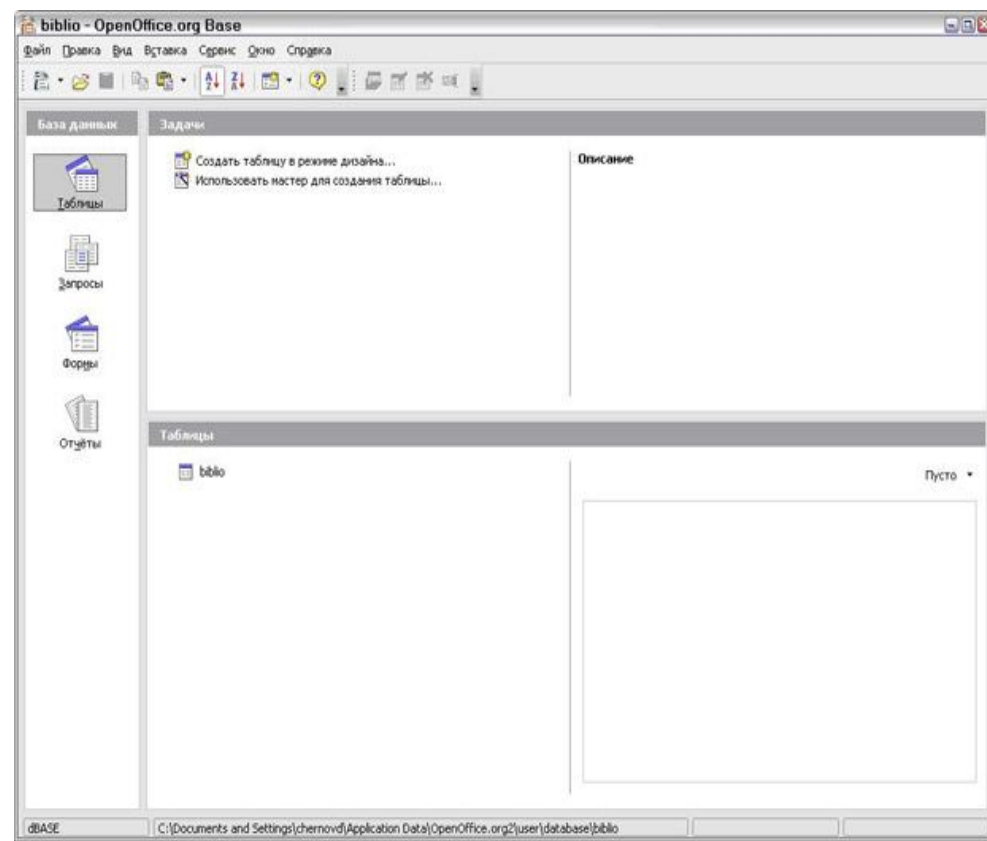 biblio - OpenOffice.org Base
Файл Правка Вид Вставка Сервис Окно Справка
База данных
Задачи
Таблицы
Запросы
Формы
Отчёты
Создать таблицу в режиме дизайна...
Использовать мастер для создания таблицы...
Описание
Таблицы
biblio
Пусто
dBASE
C:\Documents and Settings\chernovd\Application Data\OpenOffice.org2\user\database\biblio